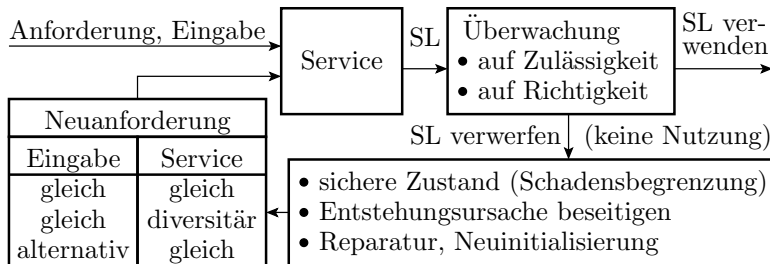 Anforderung, Eingabe
Service
SL
Überwachung
• auf Zulässigkeit
• auf Richtigkeit
SL ver-
wenden
SL verwerfen (keine Nutzung)
• sichere Zustand (Schadensbegrenzung)
• Entstehungsursache beseitigen
• Reparatur, Neuinitialisierung
Neuanforderung
Eingabe Service
gleich gleich
gleich diversitär
alternativ gleich